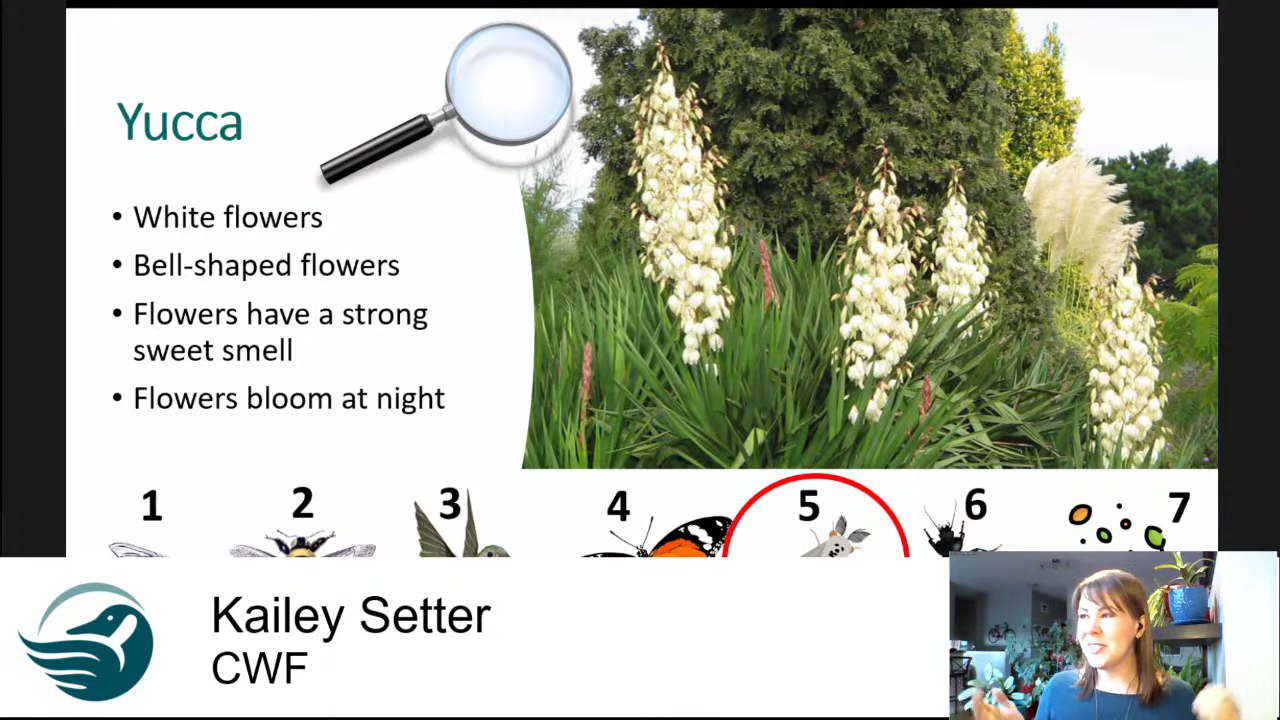 Yucca
• White flowers
• Bell-shaped flowers
• Flowers have a strong
sweet smell
• Flowers bloom at night
1 2 3 4 5 6 7
Kailey Setter
CWF